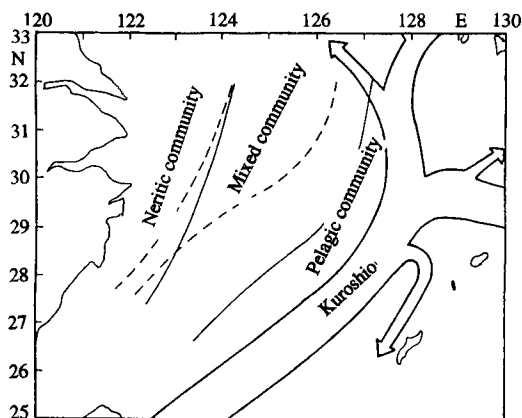 120 122 124 126 128 E 130
33
N
32
31
30
29
28
27
26
25
Neritic community
Mixed community
Pelagic community
Kuroshio